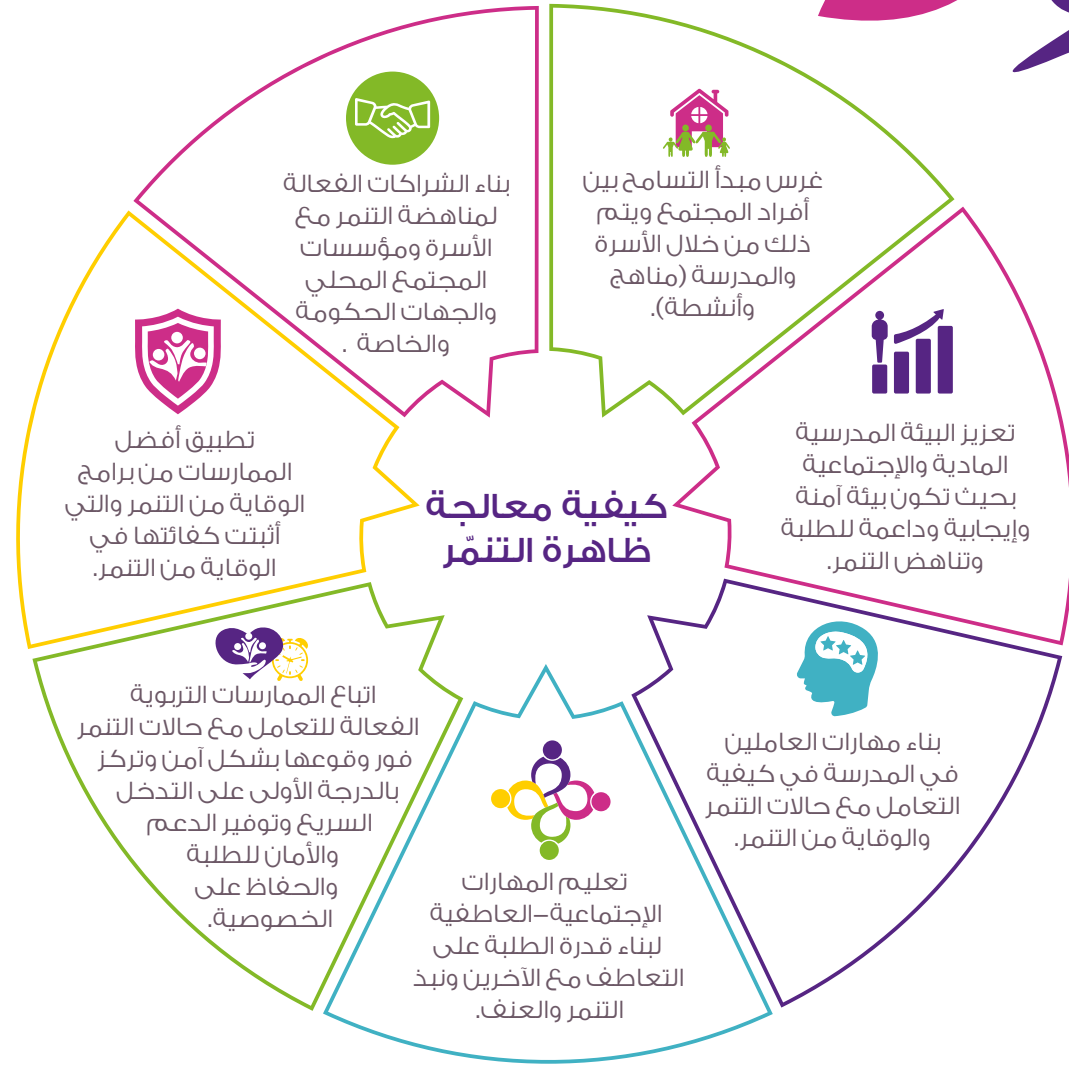 كيفية معالجة
ظاهرة التنمّر
غرس مبدأ التسامح بين
أفراد المجتمع ويتم
ذلك من خلال الأسرة
والمدرسة (مناهج
وأنشطة).
تعزيز البيئة المدرسية
المادية والإجتماعية
بحيث تكون بيئة آمنة
وإيجابية وداعمة للطلبة
وتناهض التنمر.
بناء مهارات العاملين
في المدرسة في كيفية
التعامل مع حالات التنمر
والوقاية من التنمر.
تعليم المهارات
الإجتماعية–العاطفية
لبناء قدرة الطلبة على
التعاطف مع الآخرين ونبذ
التنمر والعنف.
اتباع الممارسات التربوية
الفعالة للتعامل مع حالات التنمر
فور وقوعها بشكل آمن وتركز
بالدرجة الأولى على التدخل
السريع وتوفير الدعم
والأمان للطلبة
والحفاظ على
الخصوصية.
تطبيق أفضل
الممارسات من برامج
الوقاية من التنمر والتي
أثبتت كفائتها في
الوقاية من التنمر.
بناء الشراكات الفعالة
لمناهضة التنمر مع
الأسرة ومؤسسات
المجتمع المحلي
والجهات الحكومة
والخاصة .